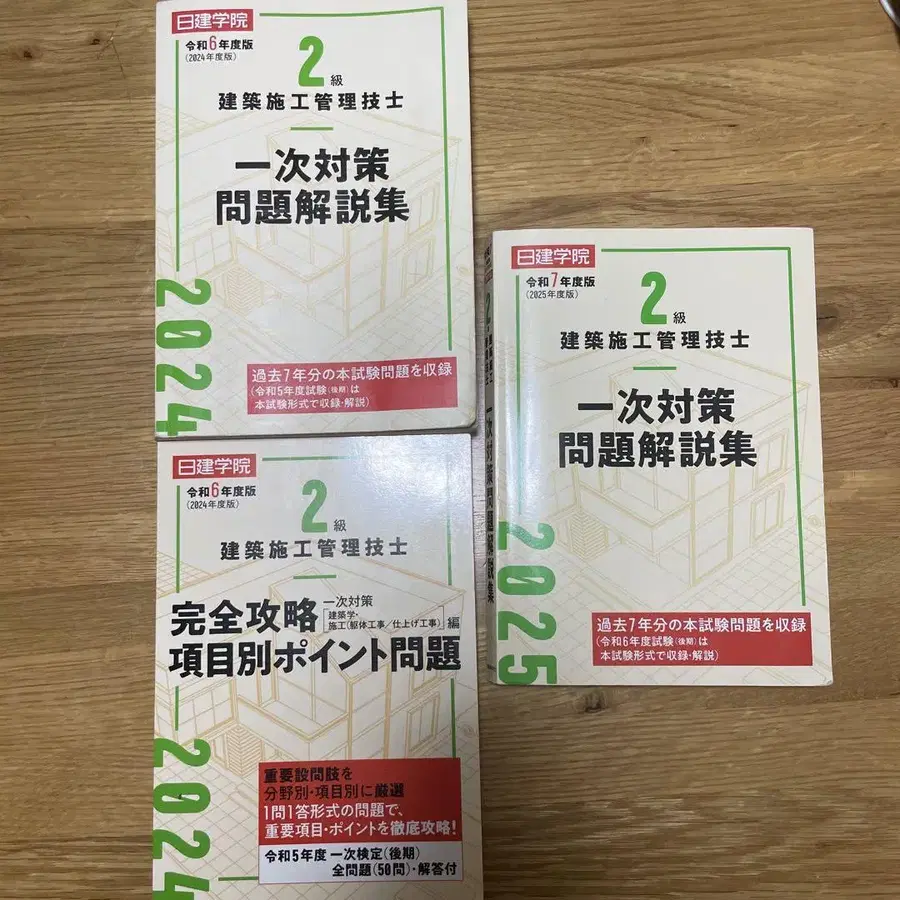 日建学院
令和6年度版
(2024年度版)
2級
建築施工管理技士
一次対策
問題解説集
2024
過去7年分の本試験問題を収録
(令和5年度試験(後期)は
本試験形式で収録・解説)
日建学院
令和6年度版
(2024年度版)
2級
建築施工管理技士
完全攻略
一次対策
「建築学・
施工(躯体工事/仕上げ工事)」編
項目別ポイント問題
2024
重要設問肢を
分野別・項目別に厳選
1問1答形式の問題で、
重要項目・ポイントを徹底攻略!
令和5年度 一次検定(後期)
全問題(50問)・解答付
日建学院
令和7年度版
(2025年度版)
2級
建築施工管理技士
一次対策
問題解説集
2025
過去7年分の本試験問題を収録
(令和6年度試験(後期)は
本試験形式で収録・解説)
一次対策問題解説集